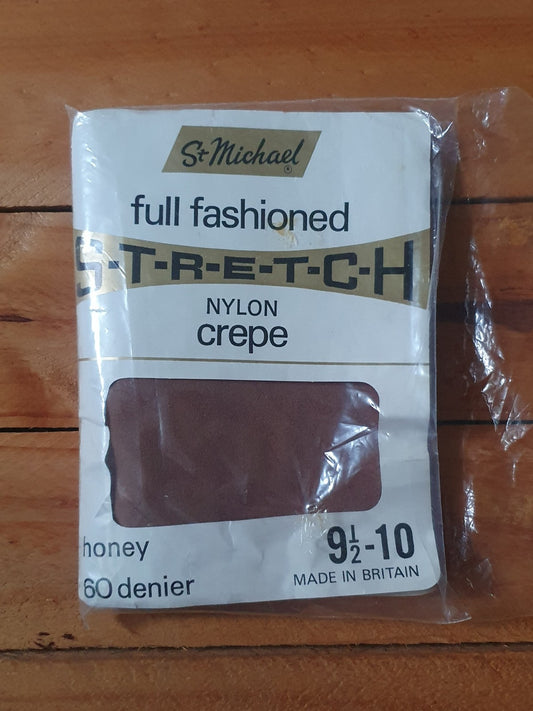 St Michael ®
full fashioned
S-T-R-E-T-C-H
NYLON
crepe
honey
60 denier
9½-10
MADE IN BRITAIN